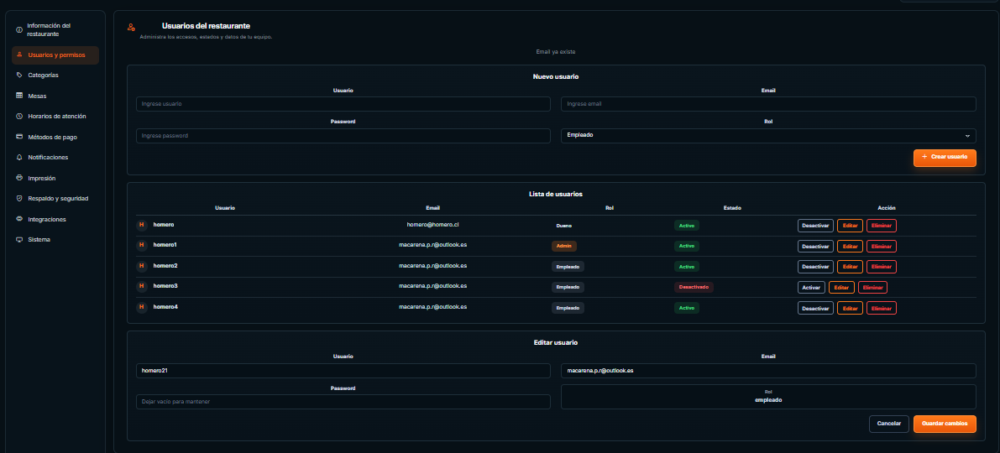 Información del
restaurante
Usuarios y permisos
Categorías
Mesas
Horarios de atención
Métodos de pago
Notificaciones
Impresión
Respaldo y seguridad
Integraciones
Sistema
Usuarios del restaurante
Administra los accesos, estados y datos de tu equipo.
Email ya existe
Nuevo usuario
Usuario Email
Ingrese usuario Ingrese email
Password Rol
Ingrese password Empleado
+ Crear usuario
Lista de usuarios
Usuario Email Rol Estado Acción
H homero homero@homero.cl Dueno Activo Desactivar Editar Eliminar
H homero1 macarena.p.r@outlook.es Admin Activo Desactivar Editar Eliminar
H homero2 macarena.p.r@outlook.es Empleado Activo Desactivar Editar Eliminar
H homero3 macarena.p.r@outlook.es Empleado Desactivado Activar Editar Eliminar
H homero4 macarena.p.r@outlook.es Empleado Activo Desactivar Editar Eliminar
Editar usuario
Usuario Email
homero21 macarena.p.r@outlook.es
Password Rol
Dejar vacío para mantener empleado
Cancelar Guardar cambios